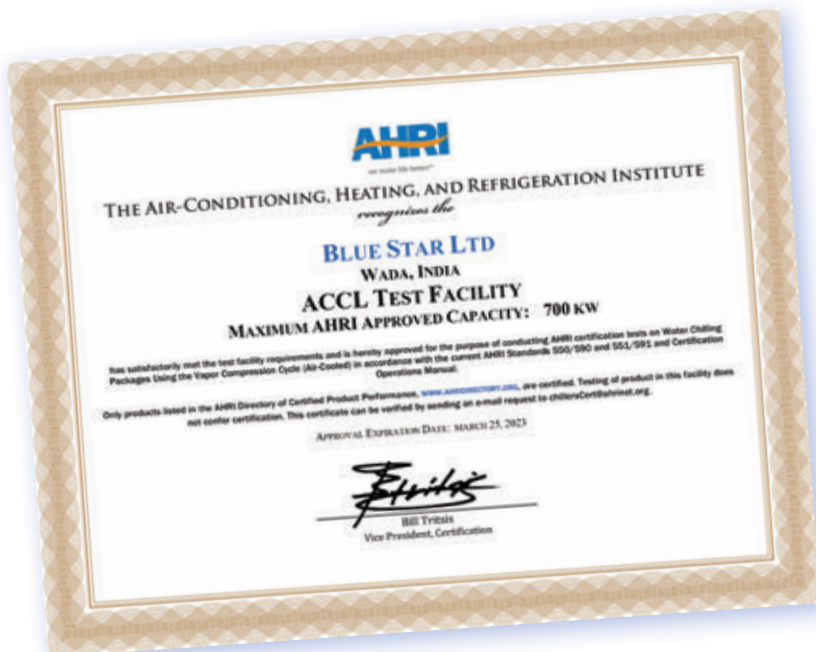 AHRI
we make life better™
THE AIR-CONDITIONING, HEATING, AND REFRIGERATION INSTITUTE
recognizes the
BLUE STAR LTD
WADA, INDIA
ACCL TEST FACILITY
MAXIMUM AHRI APPROVED CAPACITY: 700 KW
has satisfactorily met the test facility requirements and is hereby approved for the purpose of conducting AHRI certification tests on Water Chilling
Packages Using the Vapor Compression Cycle (Air-Cooled) in accordance with the current AHRI Standards 550/590 and 551/591 and Certification
Operations Manual.
Only products listed in the AHRI Directory of Certified Product Performance, WWW.AHRIDIRECTORY.ORG, are certified. Testing of product in this facility does
not confer certification. This certificate can be verified by sending an e-mail request to chillersCert@ahrinet.org.
APPROVAL EXPIRATION DATE: MARCH 25, 2023
Bill Tritsis
Vice President, Certification